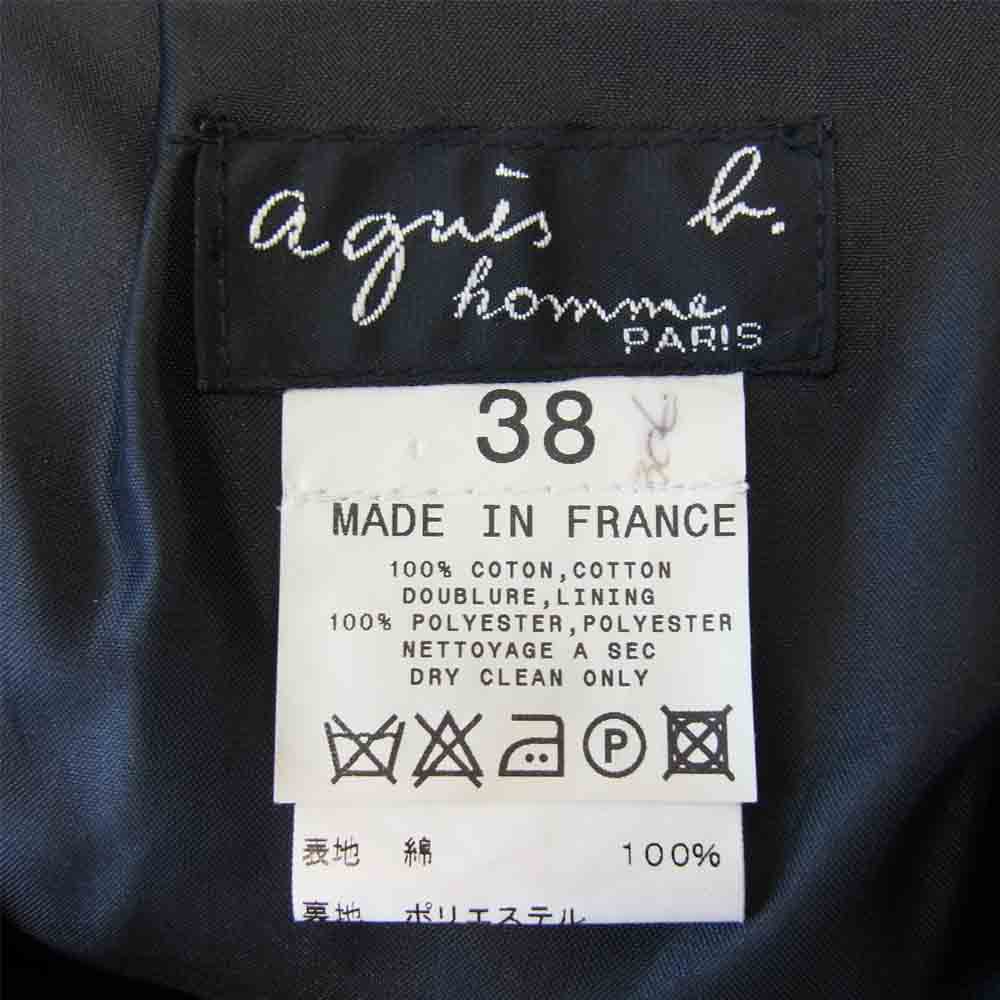 agnès b.
homme
PARIS
38
MADE IN FRANCE
100% COTON,COTTON
DOUBLURE,LINING
100% POLYESTER,POLYESTER
NETTOYAGE A SEC
DRY CLEAN ONLY
P
表地 綿 100%
裏地 ポリエステル